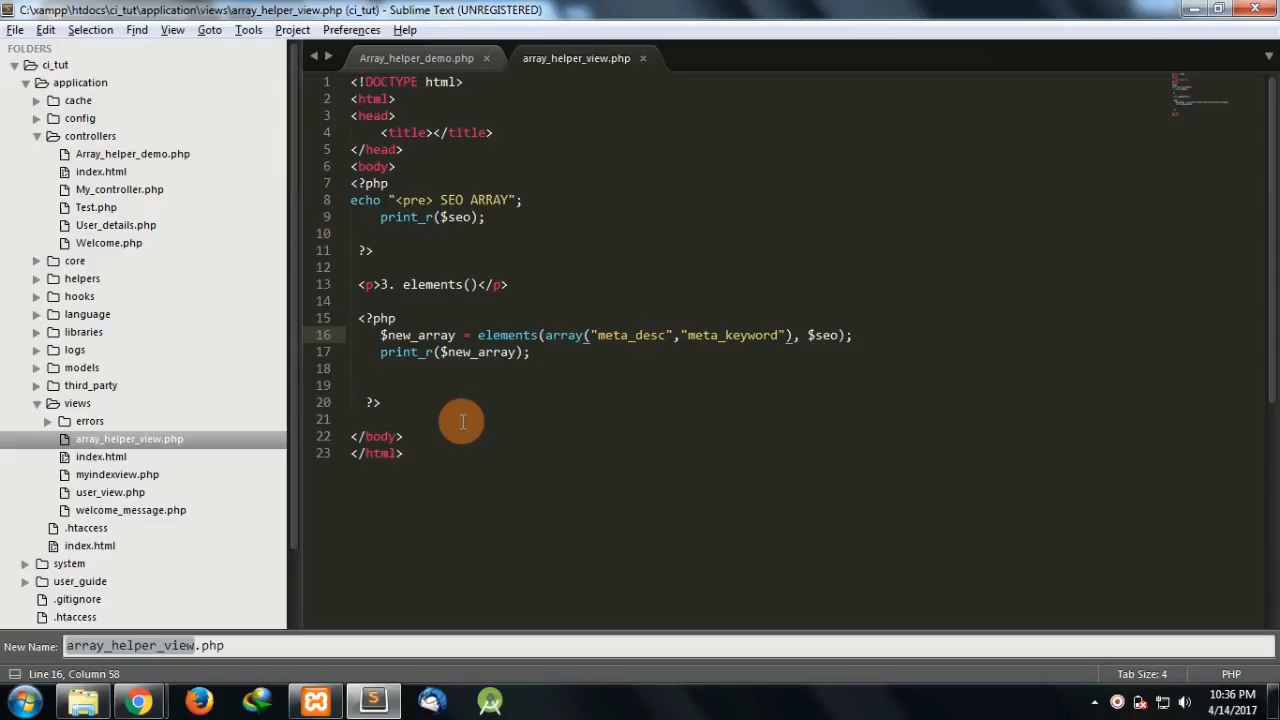 C:\xampp\htdocs\ci_tut\application\views\array_helper_view.php (ci_tut) - Sublime Text (UNREGISTERED)
File Edit Selection Find View Goto Tools Project Preferences Help
FOLDERS
ci_tut
application
cache
config
controllers
Array_helper_demo.php
index.html
My_controller.php
Test.php
User_details.php
Welcome.php
core
helpers
hooks
language
libraries
logs
models
third_party
views
errors
array_helper_view.php
index.html
myindexview.php
user_view.php
welcome_message.php
.htaccess
index.html
system
user_guide
.gitignore
.htaccess
Array_helper_demo.php × array_helper_view.php ×
1 <!DOCTYPE html>
2 <html>
3 <head>
4 <title></title>
5 </head>
6 <body>
7 <?php
8 echo "<pre> SEO ARRAY";
9 print_r($seo);
10
11 ?>
12
13 <p>3. elements()</p>
14
15 <?php
16 $new_array = elements(array("meta_desc","meta_keyword"), $seo);
17 print_r($new_array);
18
19
20 ?>
21
22 </body>
23 </html>
New Name: array_helper_view.php
Line 16, Column 58 Tab Size: 4 PHP
10:36 PM
4/14/2017